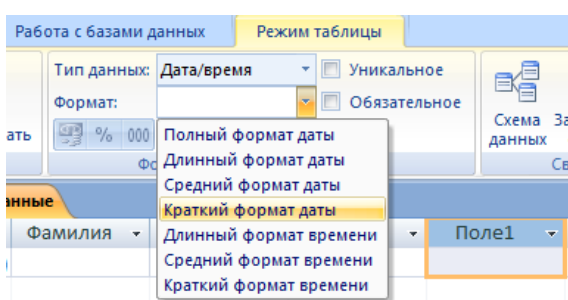 Работа с базами данных Режим таблицы
Тип данных: Дата/время Уникальное
Формат: Обязательное
% 000
Схема
данных
Полный формат даты
Длинный формат даты
Средний формат даты
Краткий формат даты
Длинный формат времени
Средний формат времени
Краткий формат времени
Фамилия Поле1